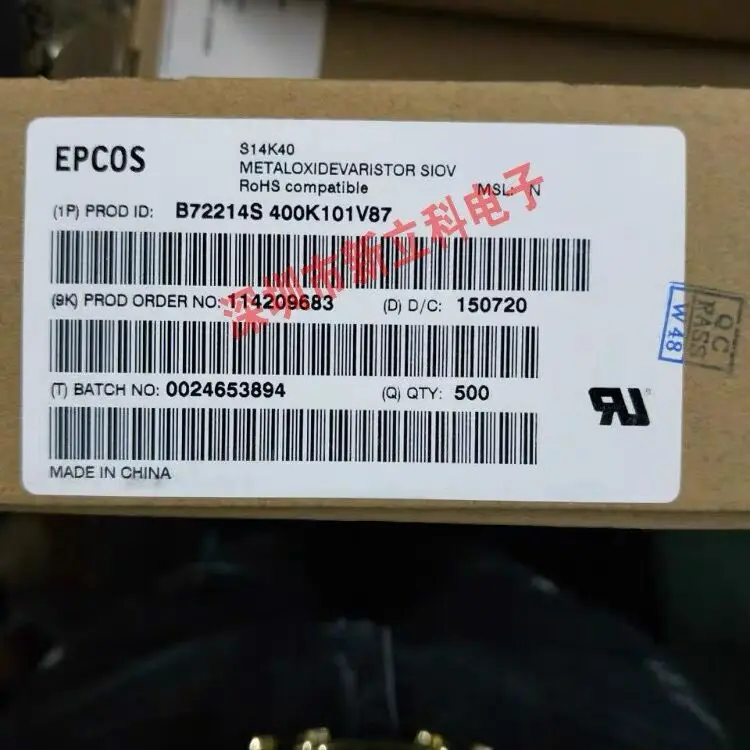 EPCOS
S14K40
METALOXIDEVARISTOR SIOV
RoHS compatible
MSL: N
(1P) PROD ID: B72214S 400K101V87
(9K) PROD ORDER NO: 114209683 (D) D/C: 150720
(T) BATCH NO: 0024653894 (Q) QTY: 500
MADE IN CHINA
深圳市新立科电子
W48
QC
PASS